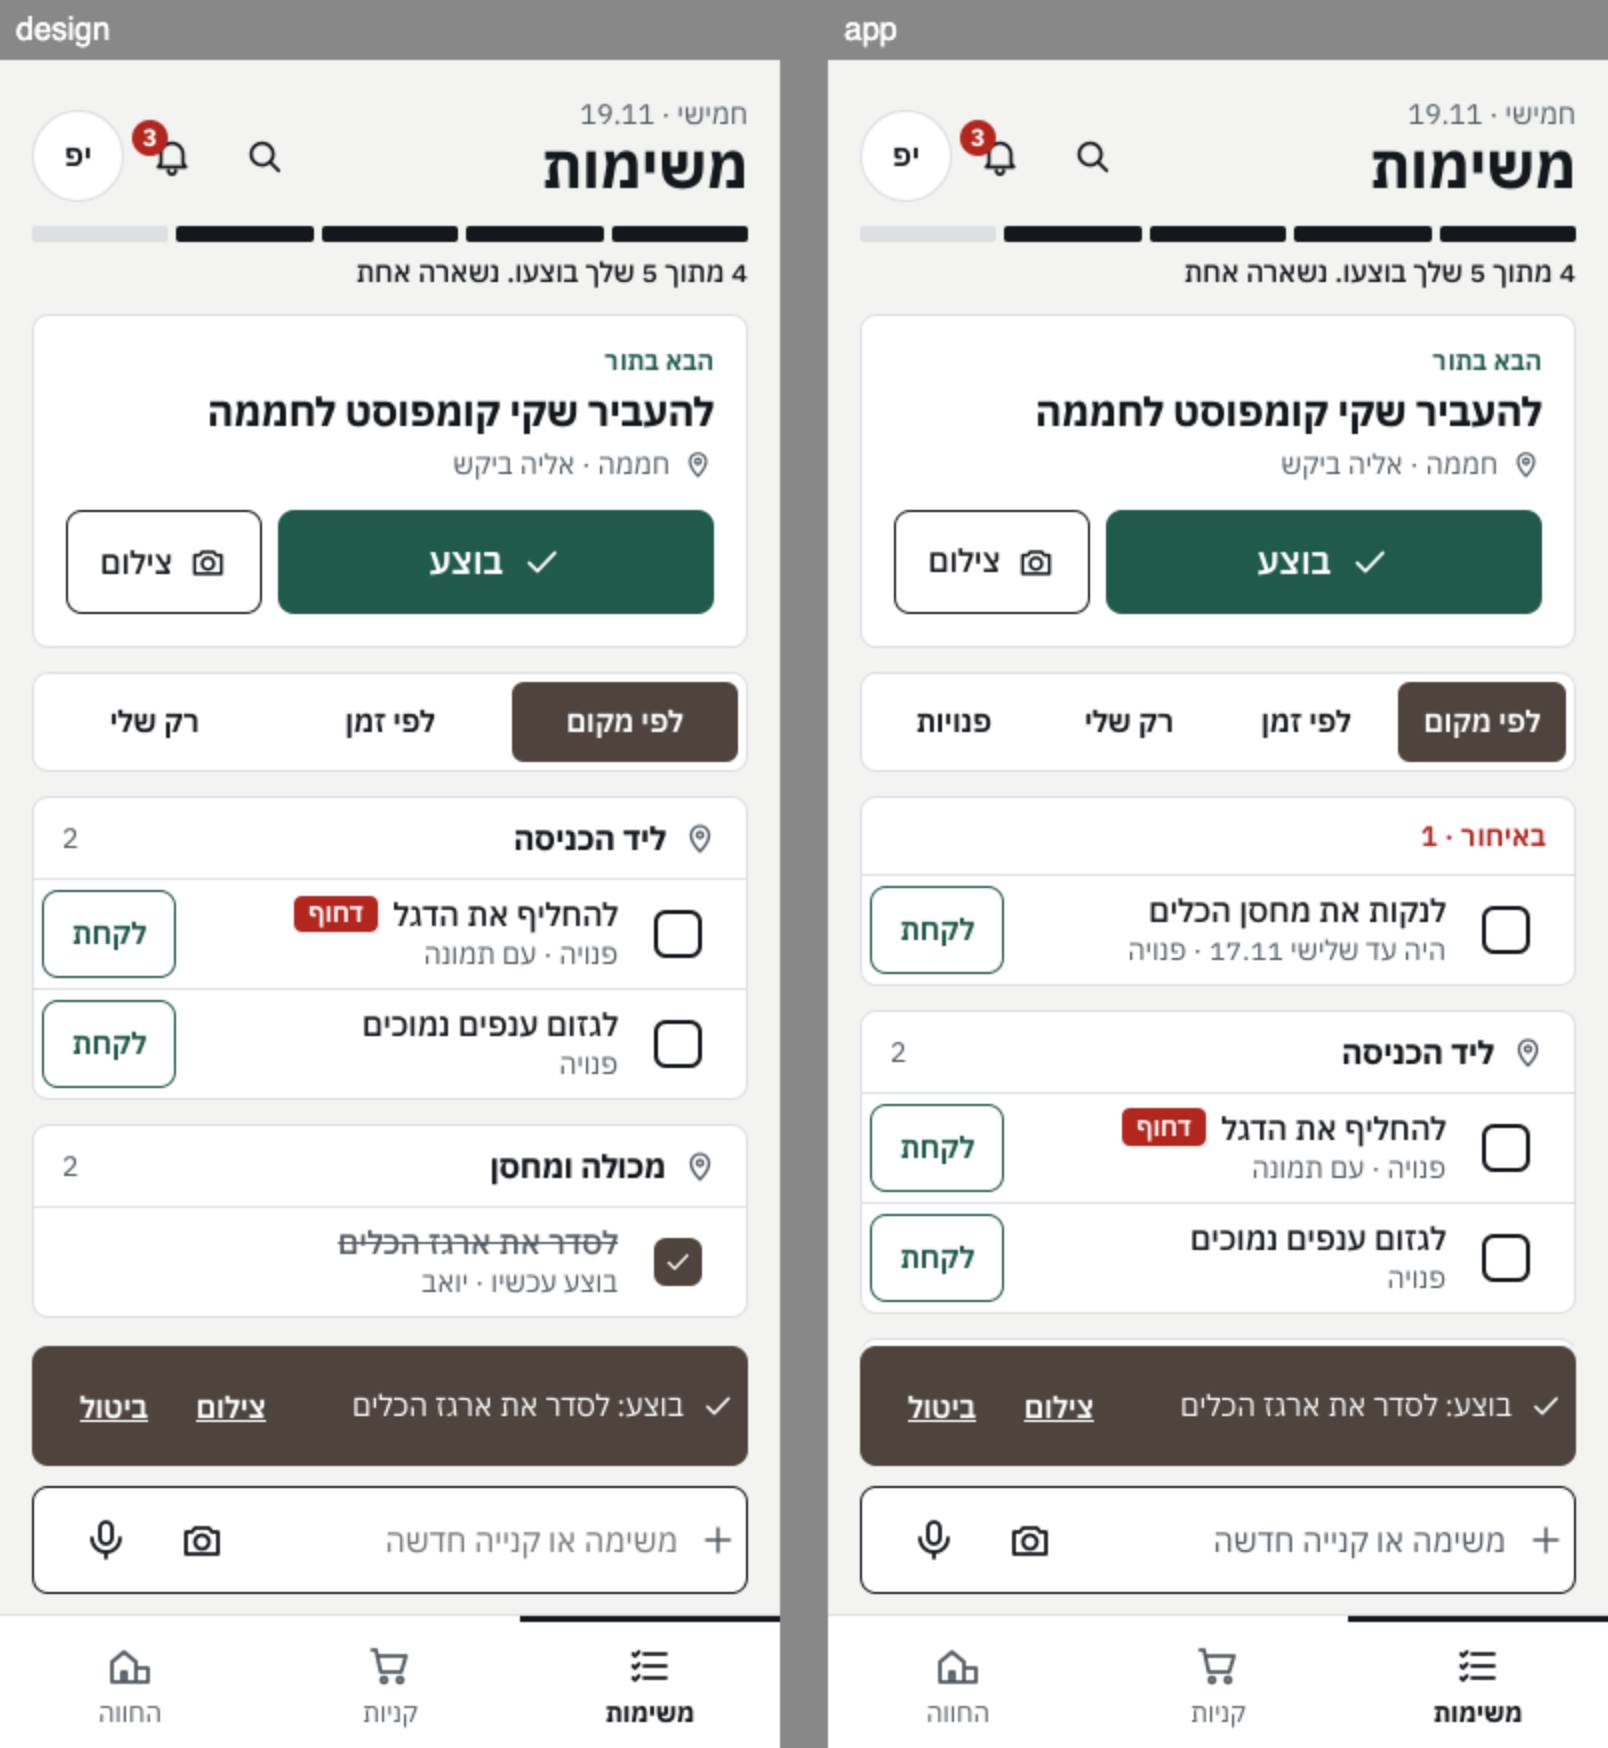 design
חמישי · 19.11
משימות
3
יפ
4 מתוך 5 שלך בוצעו. נשארה אחת
הבא בתור
להעביר שקי קומפוסט לחממה
חממה · אליה ביקש
בוצע
צילום
לפי מקום
לפי זמן
רק שלי
ליד הכניסה
2
להחליף את הדגל דחוף
פנויה · עם תמונה
לקחת
לגזום ענפים נמוכים
פנויה
לקחת
מכולה ומחסן
2
לסדר את ארגז הכלים
בוצע עכשיו · יואב
בוצע: לסדר את ארגז הכלים
צילום
ביטול
משימה או קנייה חדשה
משימות
קניות
החווה
app
חמישי · 19.11
משימות
3
יפ
4 מתוך 5 שלך בוצעו. נשארה אחת
הבא בתור
להעביר שקי קומפוסט לחממה
חממה · אליה ביקש
בוצע
צילום
לפי מקום
לפי זמן
רק שלי
פנויות
באיחור · 1
לנקות את מחסן הכלים
היה עד שלישי 17.11 · פנויה
לקחת
ליד הכניסה
2
להחליף את הדגל דחוף
פנויה · עם תמונה
לקחת
לגזום ענפים נמוכים
פנויה
לקחת
בוצע: לסדר את ארגז הכלים
צילום
ביטול
משימה או קנייה חדשה
משימות
קניות
החווה